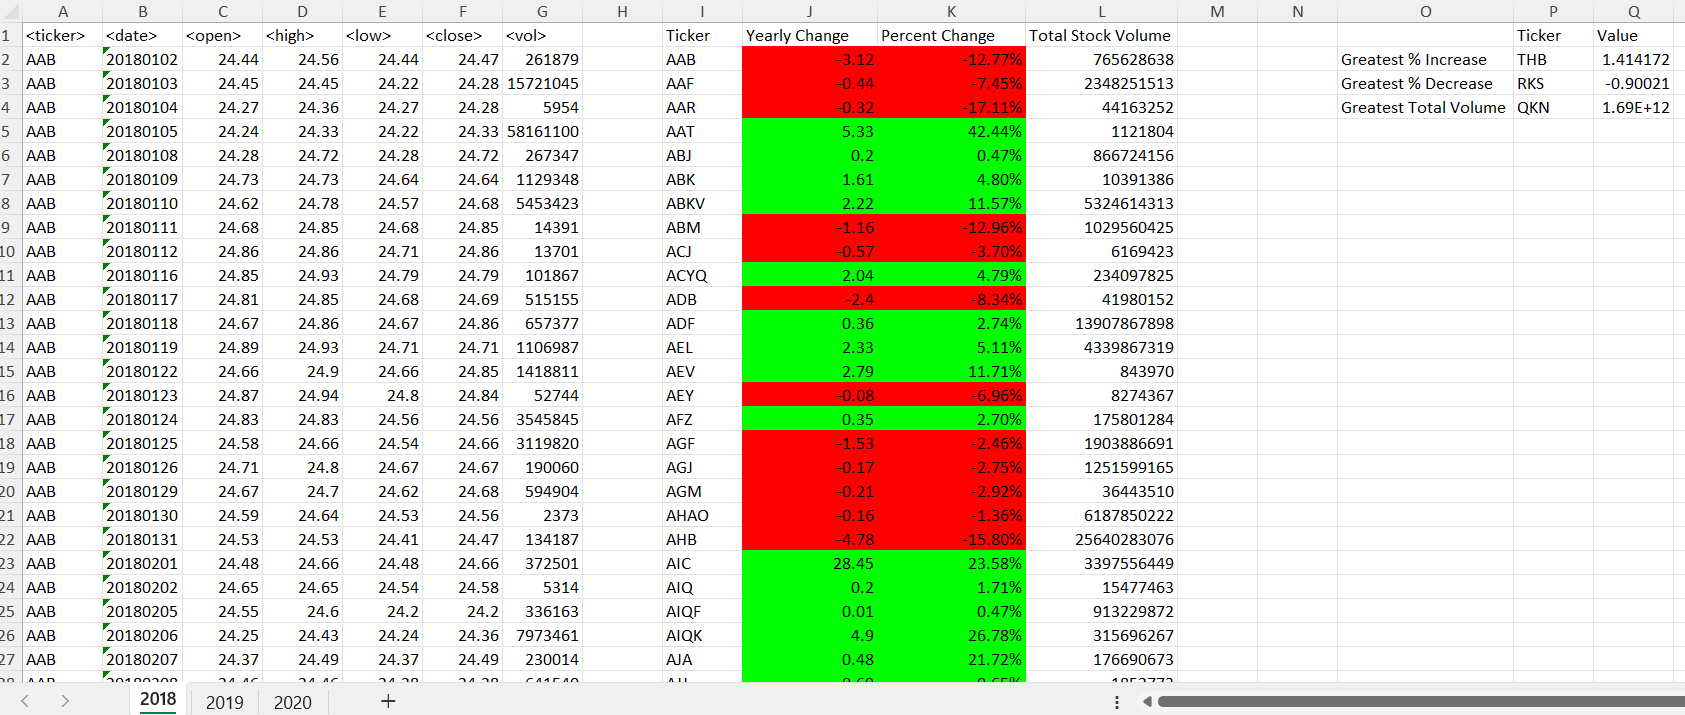 A B C D E F G H I J K L M N O P Q
1 <ticker> <date> <open> <high> <low> <close> <vol> Ticker Yearly Change Percent Change Total Stock Volume Ticker Value
2 AAB 20180102 24.44 24.56 24.44 24.47 261879 AAB -3.12 -12.77% 765628638 Greatest % Increase THB 1.414172
3 AAB 20180103 24.45 24.45 24.22 24.28 15721045 AAF -0.44 -7.45% 2348251513 Greatest % Decrease RKS -0.90021
4 AAB 20180104 24.27 24.36 24.27 24.28 5954 AAR -0.32 -17.11% 44163252 Greatest Total Volume QKN 1.69E+12
5 AAB 20180105 24.24 24.33 24.22 24.33 58161100 AAT 5.33 42.44% 1121804
6 AAB 20180108 24.28 24.72 24.28 24.72 267347 ABJ 0.2 0.47% 866724156
7 AAB 20180109 24.73 24.73 24.64 24.64 1129348 ABK 1.61 4.80% 10391386
8 AAB 20180110 24.62 24.78 24.57 24.68 5453423 ABKV 2.22 11.57% 5324614313
9 AAB 20180111 24.68 24.85 24.68 24.85 14391 ABM -1.16 -12.96% 1029560425
10 AAB 20180112 24.86 24.86 24.71 24.86 13701 ACJ -0.57 -3.70% 6169423
11 AAB 20180116 24.85 24.93 24.79 24.79 101867 ACYQ 2.04 4.79% 234097825
12 AAB 20180117 24.81 24.85 24.68 24.69 515155 ADB -2.4 -8.34% 41980152
13 AAB 20180118 24.67 24.86 24.67 24.86 657377 ADF 0.36 2.74% 13907867898
14 AAB 20180119 24.89 24.93 24.71 24.71 1106987 AEL 2.33 5.11% 4339867319
15 AAB 20180122 24.66 24.9 24.66 24.85 1418811 AEV 2.79 11.71% 843970
16 AAB 20180123 24.87 24.94 24.8 24.84 52744 AEY -0.08 -6.96% 8274367
17 AAB 20180124 24.83 24.83 24.56 24.56 3545845 AFZ 0.35 2.70% 175801284
18 AAB 20180125 24.58 24.66 24.54 24.66 3119820 AGF -1.53 -2.46% 1903886691
19 AAB 20180126 24.71 24.8 24.67 24.67 190060 AGJ -0.17 -2.75% 1251599165
20 AAB 20180129 24.67 24.7 24.62 24.68 594904 AGM -0.21 -2.92% 36443510
21 AAB 20180130 24.59 24.64 24.53 24.56 2373 AHAO -0.16 -1.36% 6187850222
22 AAB 20180131 24.53 24.53 24.41 24.47 134187 AHB -4.78 -15.80% 25640283076
23 AAB 20180201 24.48 24.66 24.48 24.66 372501 AIC 28.45 23.58% 3397556449
24 AAB 20180202 24.65 24.65 24.54 24.58 5314 AIQ 0.2 1.71% 15477463
25 AAB 20180205 24.55 24.6 24.2 24.2 336163 AIQF 0.01 0.47% 913229872
26 AAB 20180206 24.25 24.43 24.24 24.36 7973461 AIQK 4.9 26.78% 315696267
27 AAB 20180207 24.37 24.49 24.37 24.49 230014 AJA 0.48 21.72% 176690673
2018 2019 2020